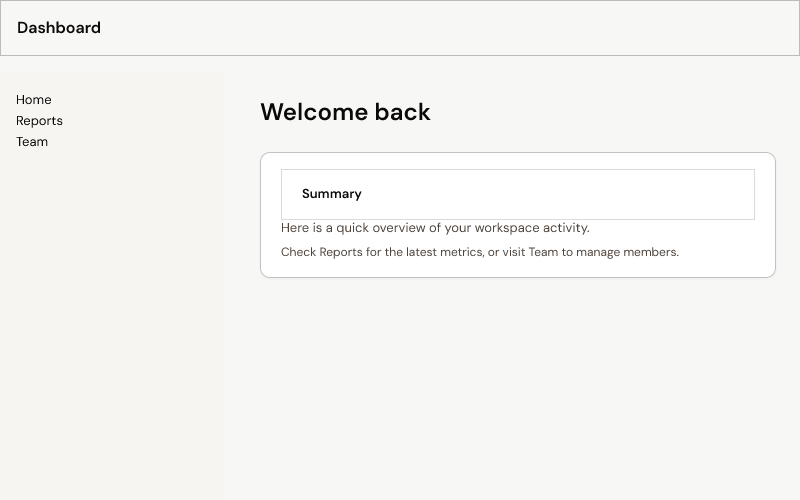 Dashboard
Home
Reports
Team
Welcome back
Summary
Here is a quick overview of your workspace activity.
Check Reports for the latest metrics, or visit Team to manage members.